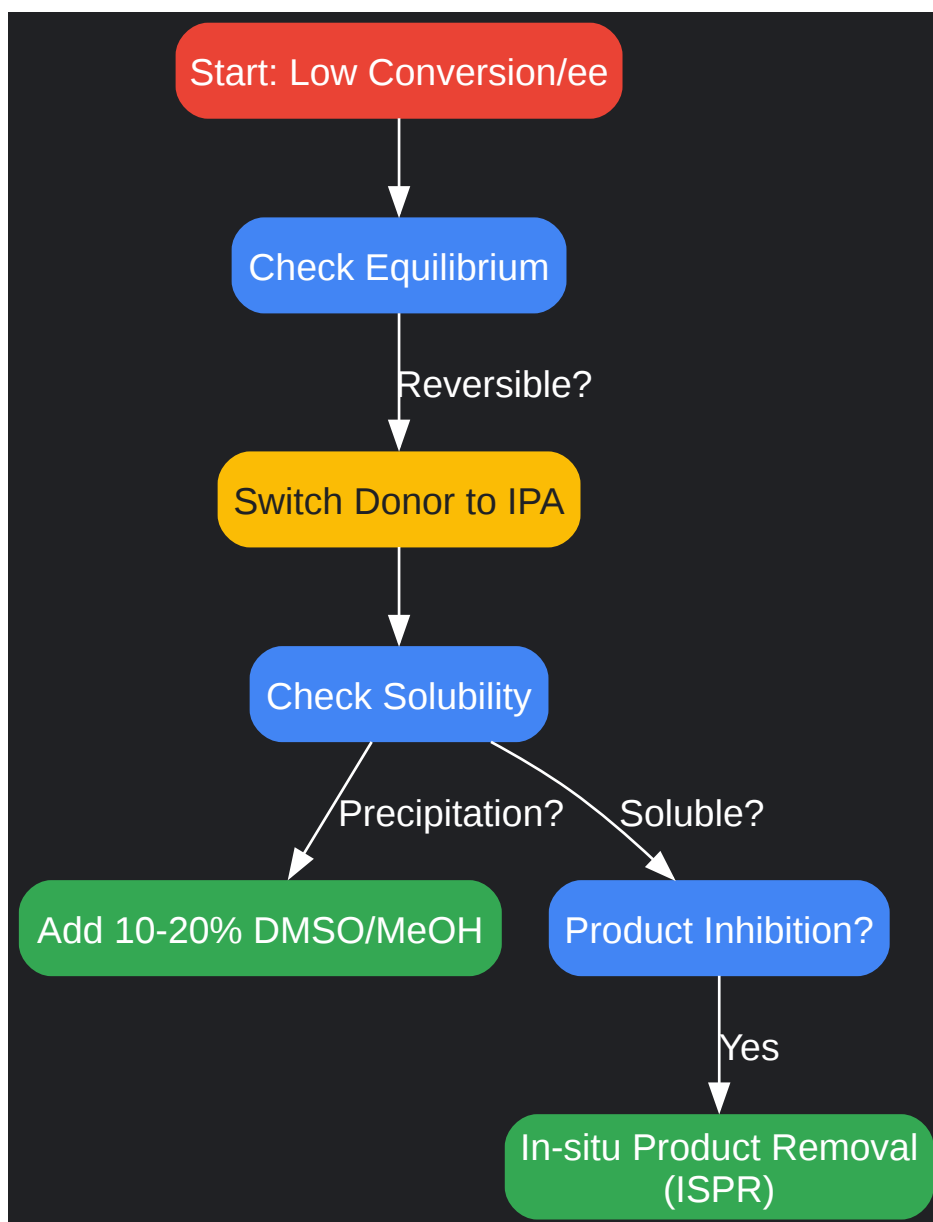 Start: Low Conversion/ee
Check Equilibrium
Reversible?
Switch Donor to IPA
Check Solubility
Precipitation?
Soluble?
Add 10-20% DMSO/MeOH
Product Inhibition?
Yes
In-situ Product Removal
(ISPR)